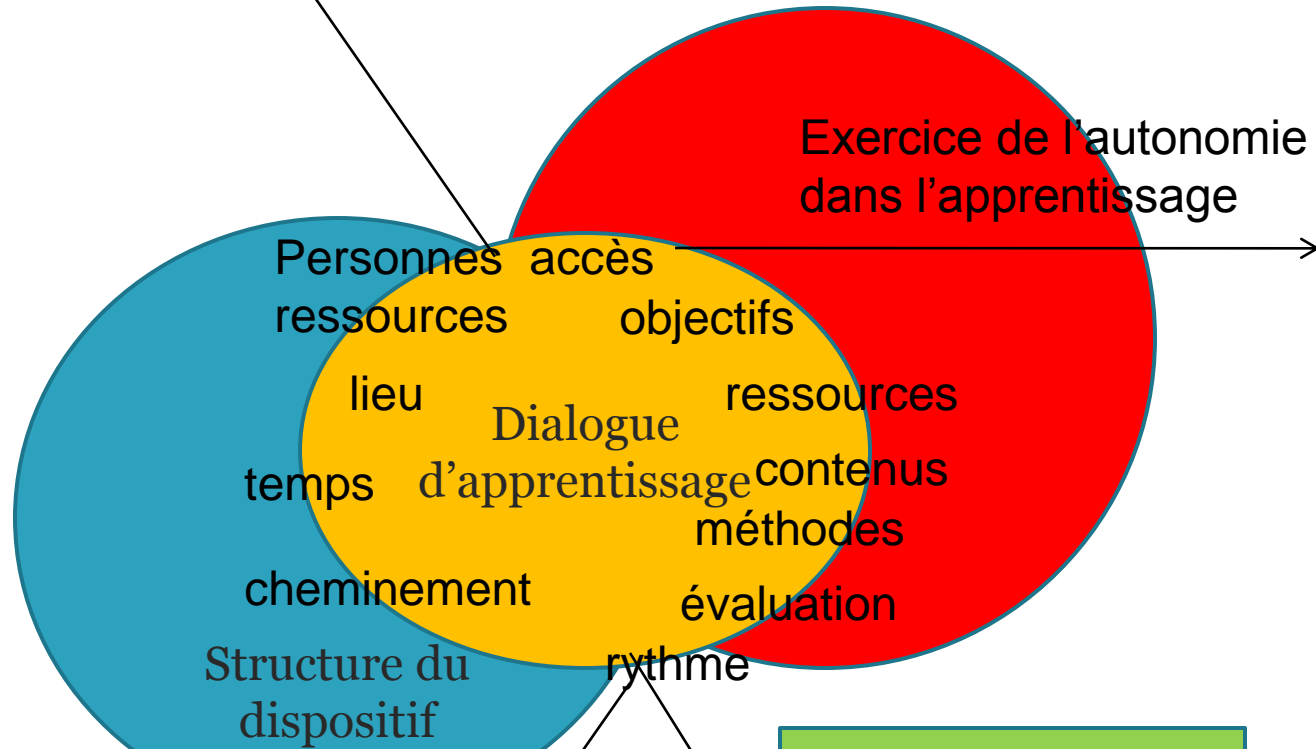 Exercice de l’autonomie
dans l’apprentissage
Personnes accès
ressources
objectifs
lieu
ressources
Dialogue
d’apprentissage
contenus
temps
méthodes
cheminement
évaluation
Structure du
dispositif
rythme